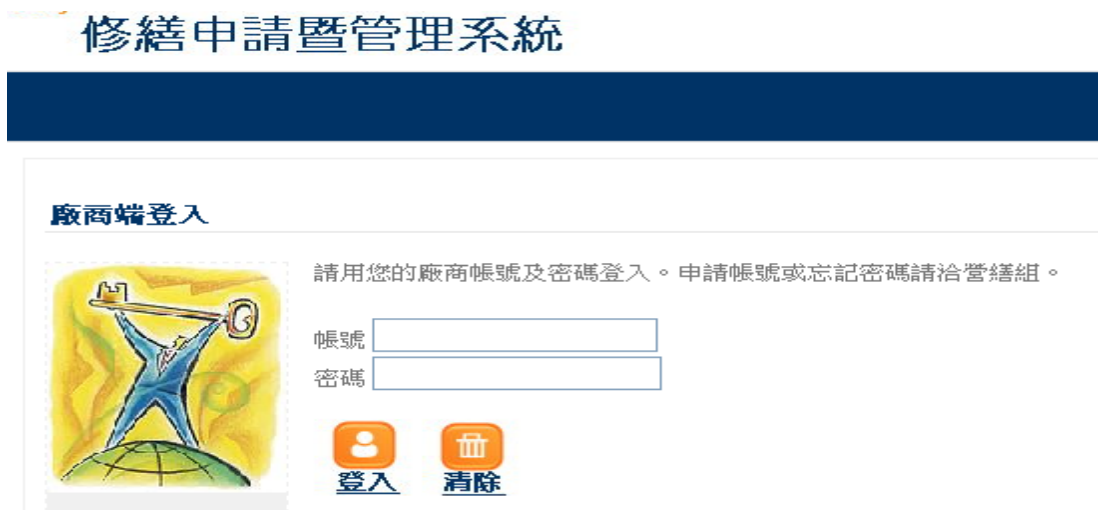 修繕申請暨管理系統
廠商端登入
請用您的廠商帳號及密碼登入。申請帳號或忘記密碼請洽營繕組。
帳號
密碼
登入 清除